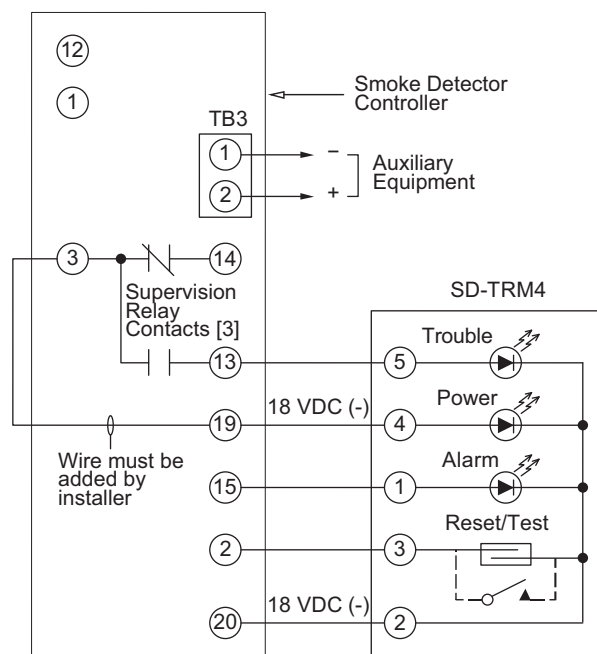 12
Smoke Detector
Controller
1
TB3
1
−
Auxiliary
Equipment
2
+
3
14
Supervision
Relay
Contacts [3]
SD-TRM4
Trouble
13
5
18 VDC (-)
Power
19
4
Wire must be
added by
installer
Alarm
15
1
Reset/Test
2
3
18 VDC (-)
20
2